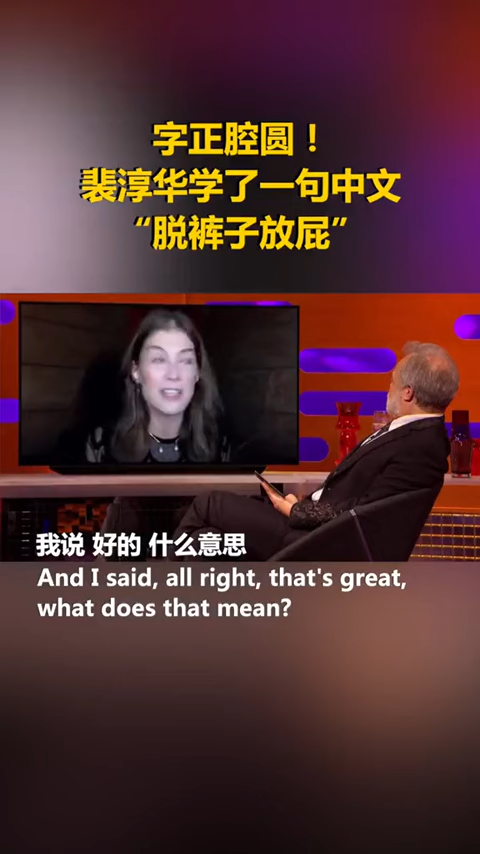 字正腔圆！
裴淳华学了一句中文
“脱裤子放屁”
我说 好的 什么意思
And I said, all right, that's great,
what does that mean?